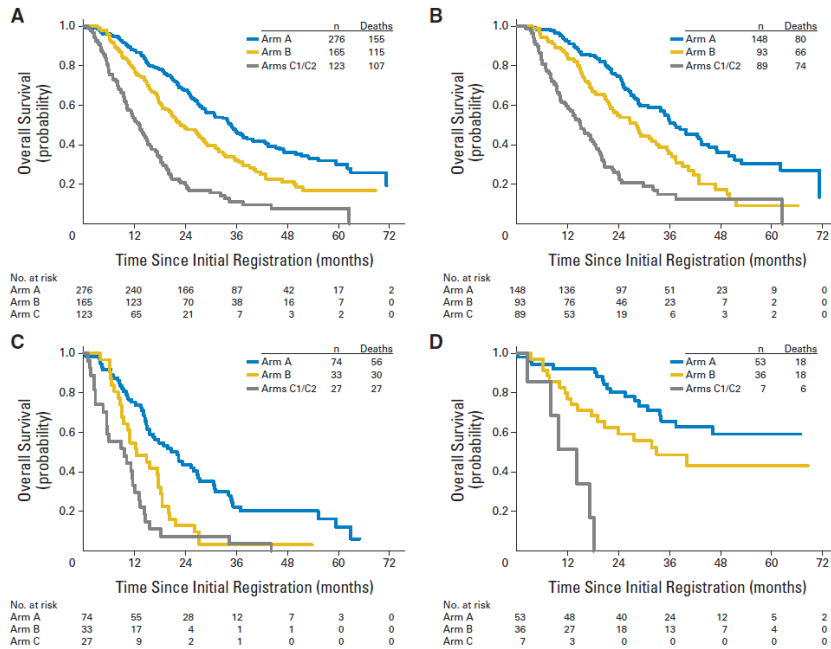 A
n Deaths
Arm A 276 155
Arm B 165 115
Arms C1/C2 123 107
Overall Survival
(probability)
1.0
0.8
0.6
0.4
0.2
0 12 24 36 48 60 72
Time Since Initial Registration (months)
No. at risk
Arm A 276 240 166 87 42 17 2
Arm B 165 123 70 38 16 7 0
Arm C 123 65 21 7 3 2 0
B
n Deaths
Arm A 148 80
Arm B 93 66
Arms C1/C2 89 74
Overall Survival
(probability)
1.0
0.8
0.6
0.4
0.2
0 12 24 36 48 60 72
Time Since Initial Registration (months)
No. at risk
Arm A 148 136 97 51 23 9 0
Arm B 93 76 46 23 7 2 0
Arm C 89 53 19 6 3 2 0
C
n Deaths
Arm A 74 56
Arm B 33 30
Arms C1/C2 27 27
Overall Survival
(probability)
1.0
0.8
0.6
0.4
0.2
0 12 24 36 48 60 72
Time Since Initial Registration (months)
No. at risk
Arm A 74 55 28 12 7 3 0
Arm B 33 17 4 1 1 0 0
Arm C 27 9 2 1 0 0 0
D
n Deaths
Arm A 53 18
Arm B 36 18
Arms C1/C2 7 6
Overall Survival
(probability)
1.0
0.8
0.6
0.4
0.2
0 12 24 36 48 60 72
Time Since Initial Registration (months)
No. at risk
Arm A 53 48 40 24 12 5 2
Arm B 36 27 18 13 7 4 0
Arm C 7 3 0 0 0 0 0